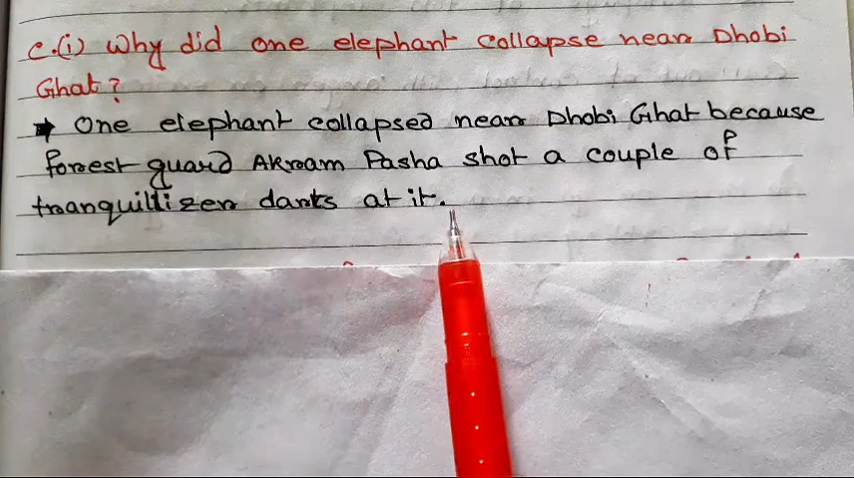 c.(i) Why did one elephant collapse near Dhobi
Ghat?
→ One elephant collapsed near Dhobi Ghat because
forest guard Akram Pasha shot a couple of
tranquillizer darts at it.